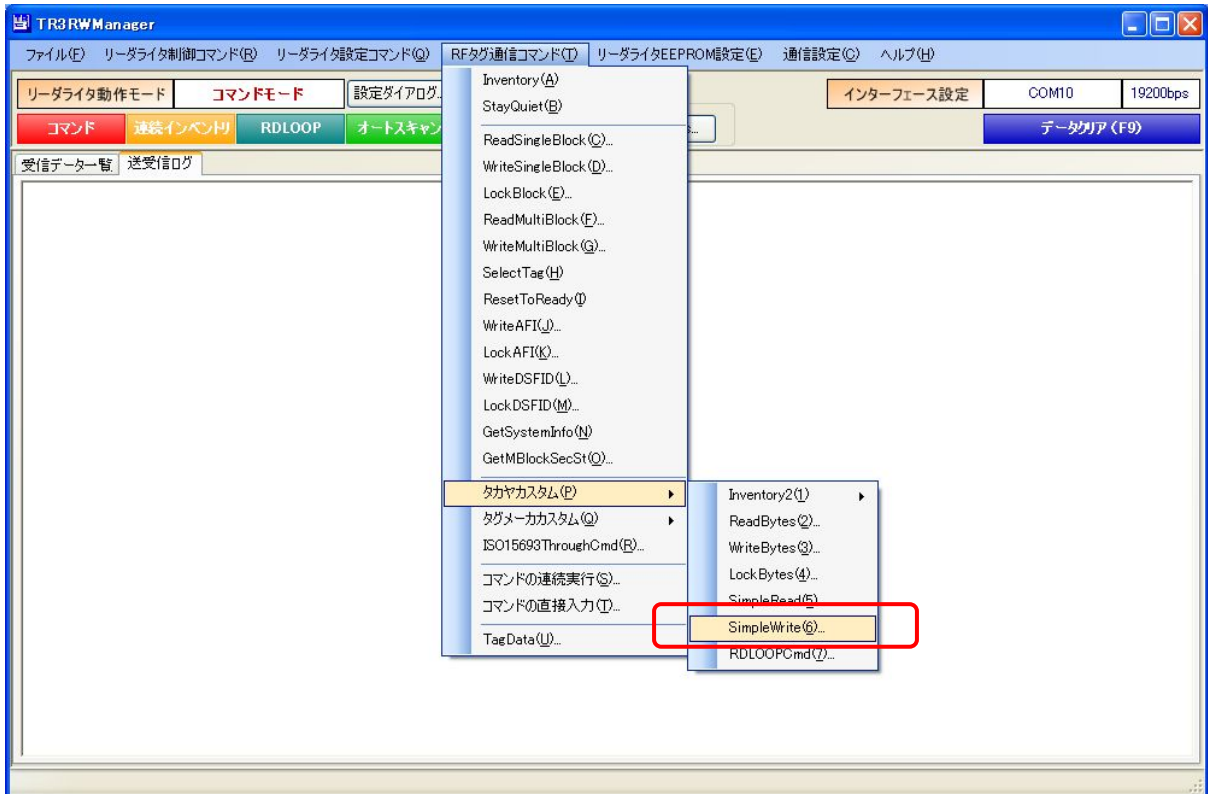 TR3RWManager
ファイル(F) リーダライタ制御コマンド(R) リーダライタ設定コマンド(Q) RFタグ通信コマンド(T) リーダライタEEPROM設定(E) 通信設定(C) ヘルプ(H)
リーダライタ動作モード コマンドモード 設定ダイアログ... インターフェース設定 COM10 19200bps
コマンド 連続インベントリ RDLOOP オートスキャン データクリア (F9)
受信データ一覧 送受信ログ
Inventory(A)
StayQuiet(B)
ReadSingleBlock(C)...
WriteSingleBlock(D)...
LockBlock(E)...
ReadMultiBlock(F)...
WriteMultiBlock(G)...
SelectTag(H)
ResetToReady(I)
WriteAFI(J)...
LockAFI(K)...
WriteDSFID(L)...
LockDSFID(M)...
GetSystemInfo(N)
GetMBlockSecSt(O)...
タカヤカスタム(P)
タグメーカカスタム(Q)
ISO15693ThroughCmd(R)...
コマンドの連続実行(S)...
コマンドの直接入力(T)...
TagData(U)...
Inventory2(1)
ReadBytes(2)...
WriteBytes(3)...
LockBytes(4)...
SimpleRead(5)
SimpleWrite(6)...
RDLOOPCmd(7)...